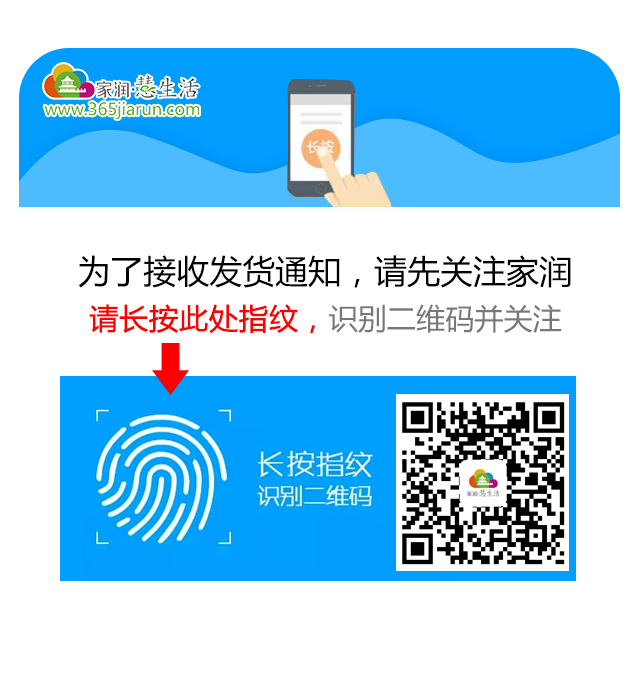 家润·慧生活
www.365jiarun.com
长按
为了接收发货通知，请先关注家润
请长按此处指纹，识别二维码并关注
长按指纹
识别二维码
家润·慧生活